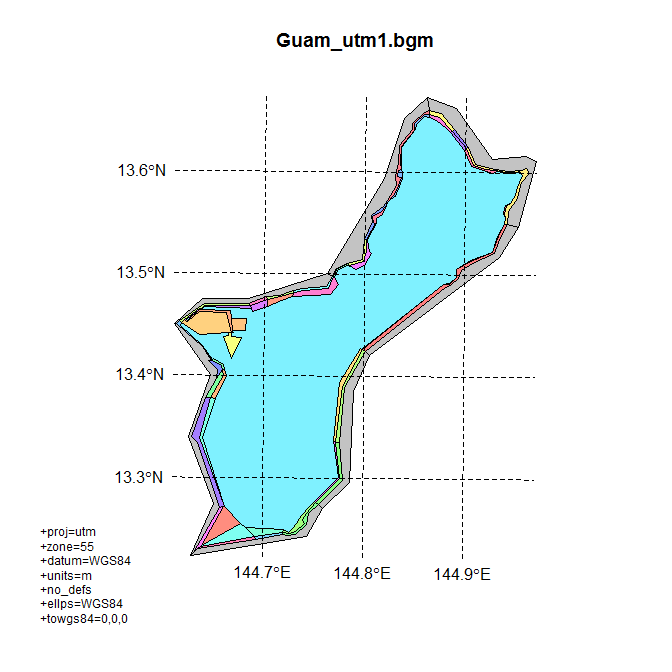 Guam_utm1.bgm
13.6°N
13.5°N
13.4°N
13.3°N
144.7°E 144.8°E 144.9°E
+proj=utm
+zone=55
+datum=WGS84
+units=m
+no_defs
+ellps=WGS84
+towgs84=0,0,0